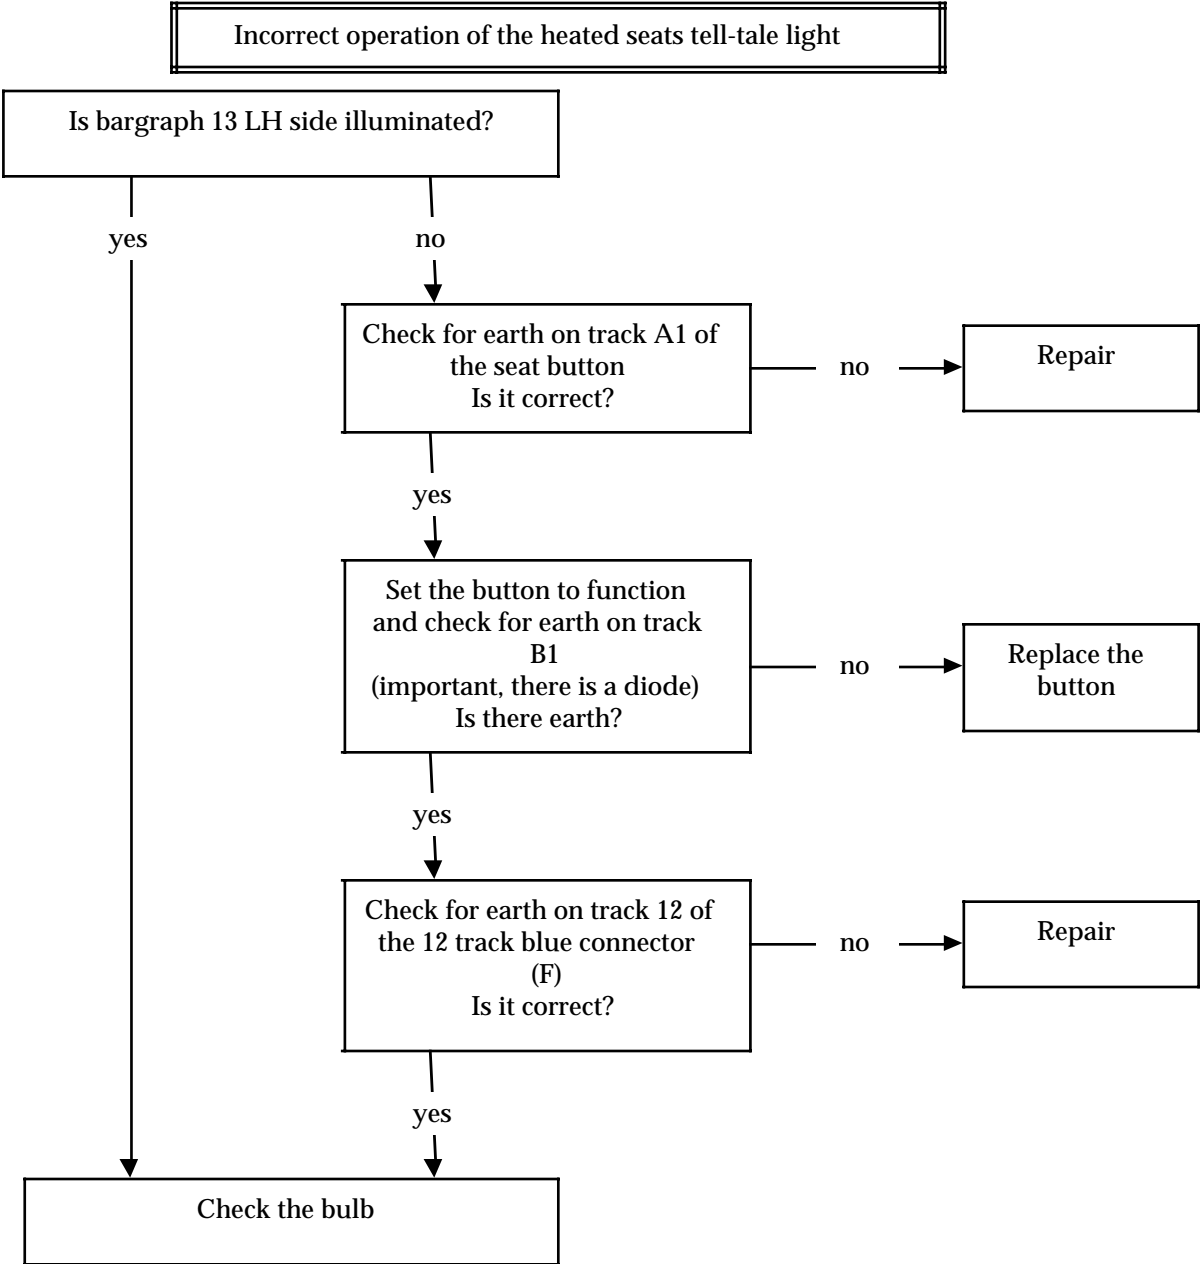 Incorrect operation of the heated seats tell-tale light
Is bargraph 13 LH side illuminated?
yes
no
Check for earth on track A1 of
the seat button
Is it correct?
no
Repair
yes
Set the button to function
and check for earth on track
B1
(important, there is a diode)
Is there earth?
no
Replace the
button
yes
Check for earth on track 12 of
the 12 track blue connector
(F)
Is it correct?
no
Repair
yes
Check the bulb